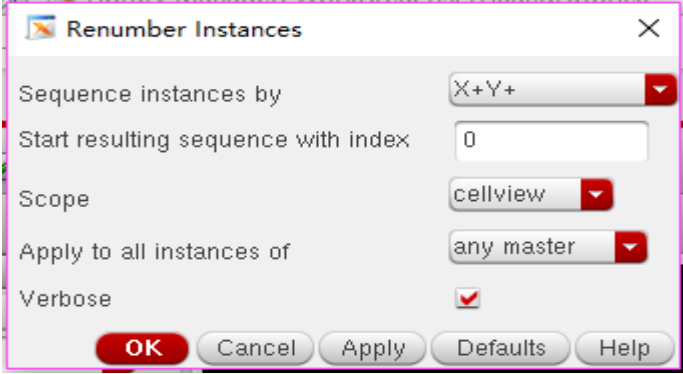 Renumber Instances
Sequence instances by X+Y+
Start resulting sequence with index 0
Scope cellview
Apply to all instances of any master
Verbose
OK Cancel Apply Defaults Help